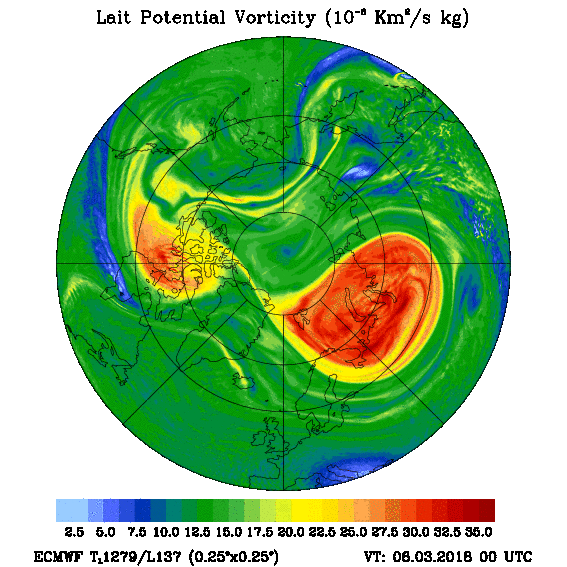 Lait Potential Vorticity (10⁻⁶ Km²/s kg)
2.5 5.0 7.5 10.0 12.5 15.0 17.5 20.0 22.5 25.0 27.5 30.0 32.5 35.0
ECMWF TL1279/L137 (0.25°x0.25°) VT: 06.03.2018 00 UTC